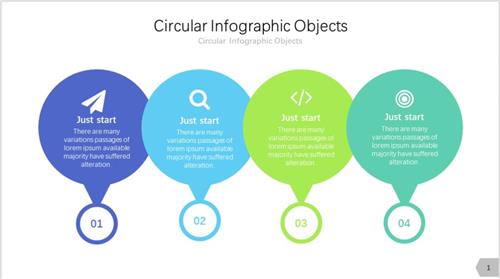 Circular Infographic Objects
Circular Infographic Objects
Just start
There are many
variations passages of
lorem ipsum available
majority have suffered
alteration
01
Just start
There are many
variations passages of
lorem ipsum available
majority have suffered
alteration
02
Just start
There are many
variations passages of
lorem ipsum available
majority have suffered
alteration
03
Just start
There are many
variations passages of
lorem ipsum available
majority have suffered
alteration
04
1